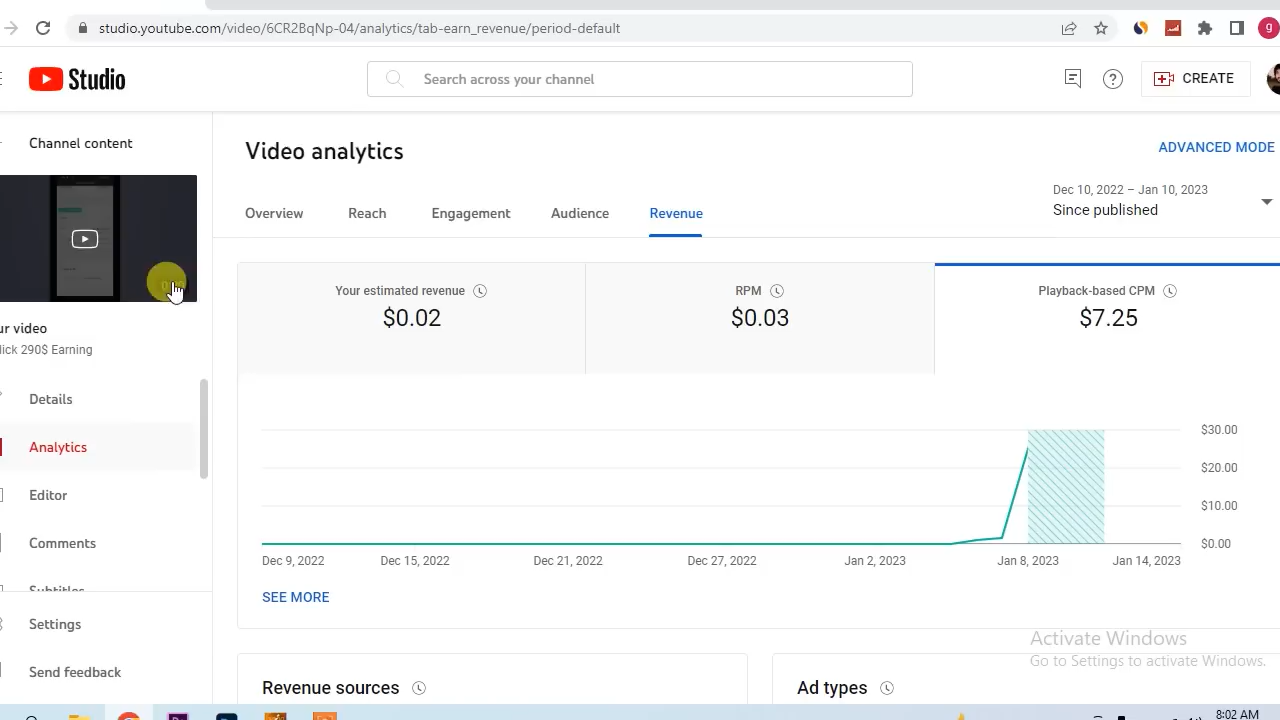 studio.youtube.com/video/6CR2BqNp-04/analytics/tab-earn_revenue/period-default
Studio
Search across your channel
CREATE
Channel content
Video analytics
ADVANCED MODE
Dec 10, 2022 – Jan 10, 2023
Since published
Overview
Reach
Engagement
Audience
Revenue
Your estimated revenue
$0.02
RPM
$0.03
Playback-based CPM
$7.25
ur video
lick 290$ Earning
Details
Analytics
Editor
Comments
Subtitles
Settings
Send feedback
$30.00
$20.00
$10.00
$0.00
Dec 9, 2022
Dec 15, 2022
Dec 21, 2022
Dec 27, 2022
Jan 2, 2023
Jan 8, 2023
Jan 14, 2023
SEE MORE
Activate Windows
Go to Settings to activate Windows.
Revenue sources
Ad types
8:02 AM